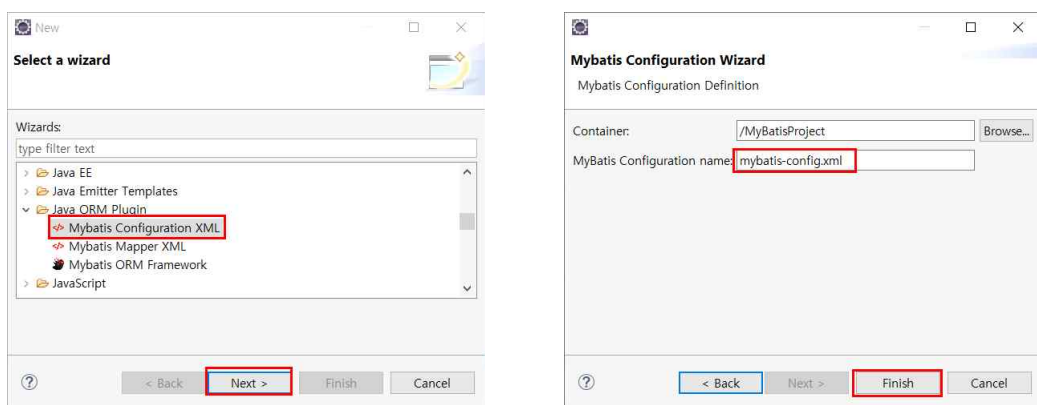 New
Select a wizard
Wizards:
type filter text
Java EE
Java Emitter Templates
Java ORM Plugin
Mybatis Configuration XML
Mybatis Mapper XML
Mybatis ORM Framework
JavaScript
< Back Next > Finish Cancel
Mybatis Configuration Wizard
Mybatis Configuration Definition
Container: /MyBatisProject Browse...
MyBatis Configuration name: mybatis-config.xml
< Back Next > Finish Cancel